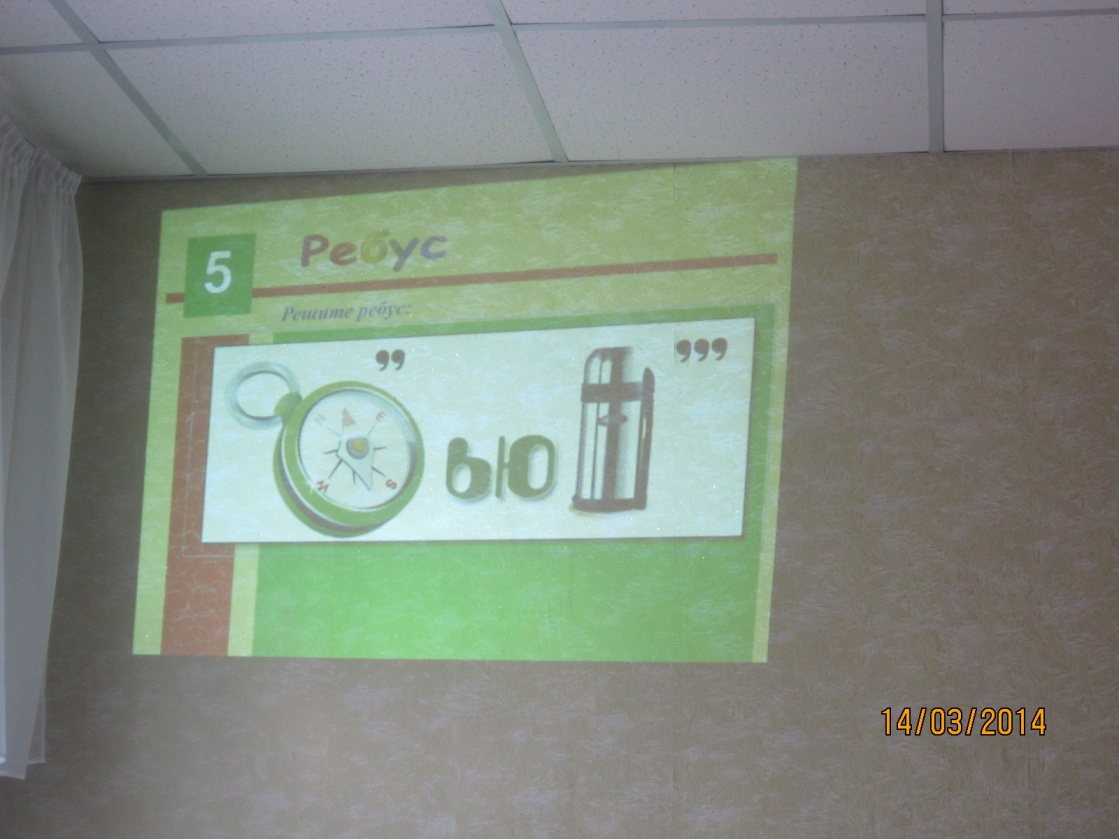 5
Ребус
Решите ребус:
,, ,,,
N E
W S
ью
14/03/2014